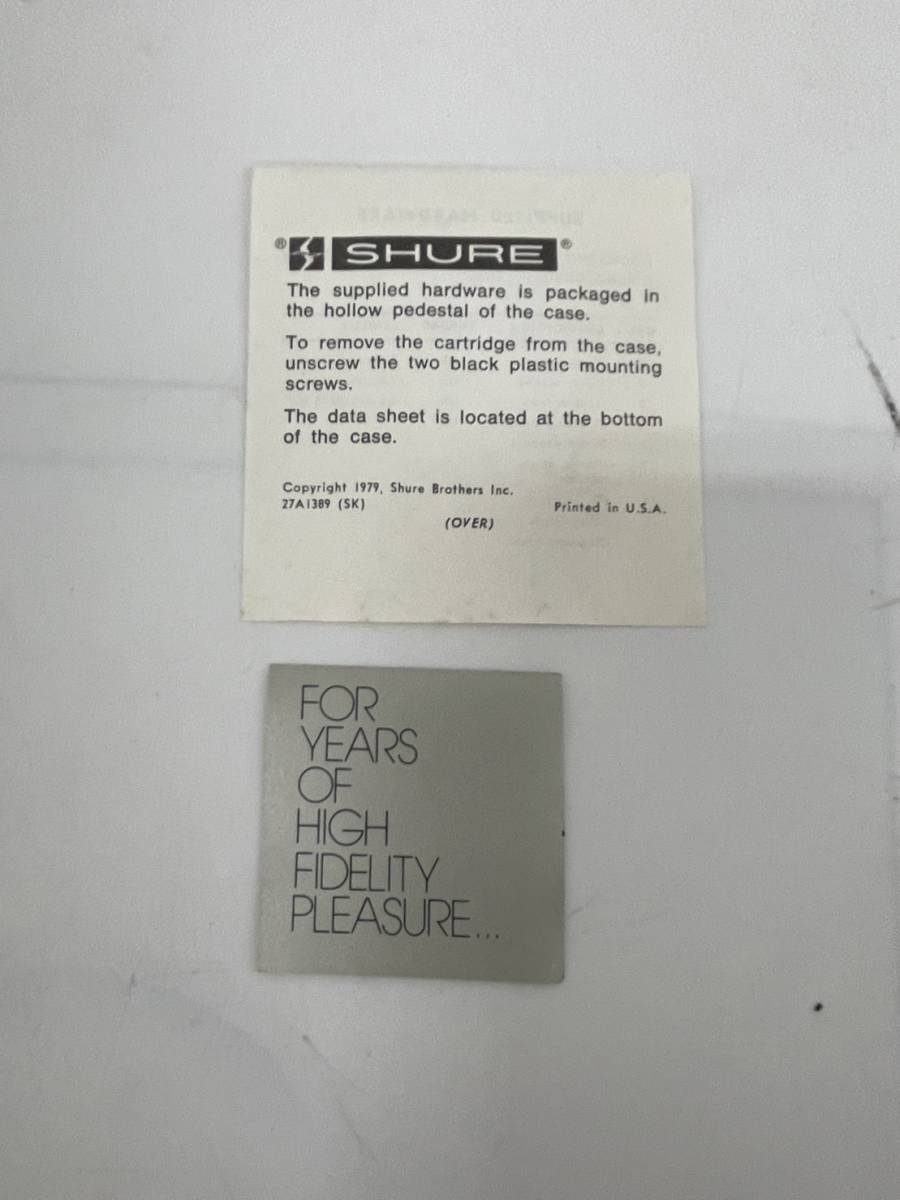 ® SHURE ®
The supplied hardware is packaged in
the hollow pedestal of the case.
To remove the cartridge from the case,
unscrew the two black plastic mounting
screws.
The data sheet is located at the bottom
of the case.
Copyright 1979, Shure Brothers Inc.
27A1389 (SK)
Printed in U.S.A.
(OVER)
FOR
YEARS
OF
HIGH
FIDELITY
PLEASURE...